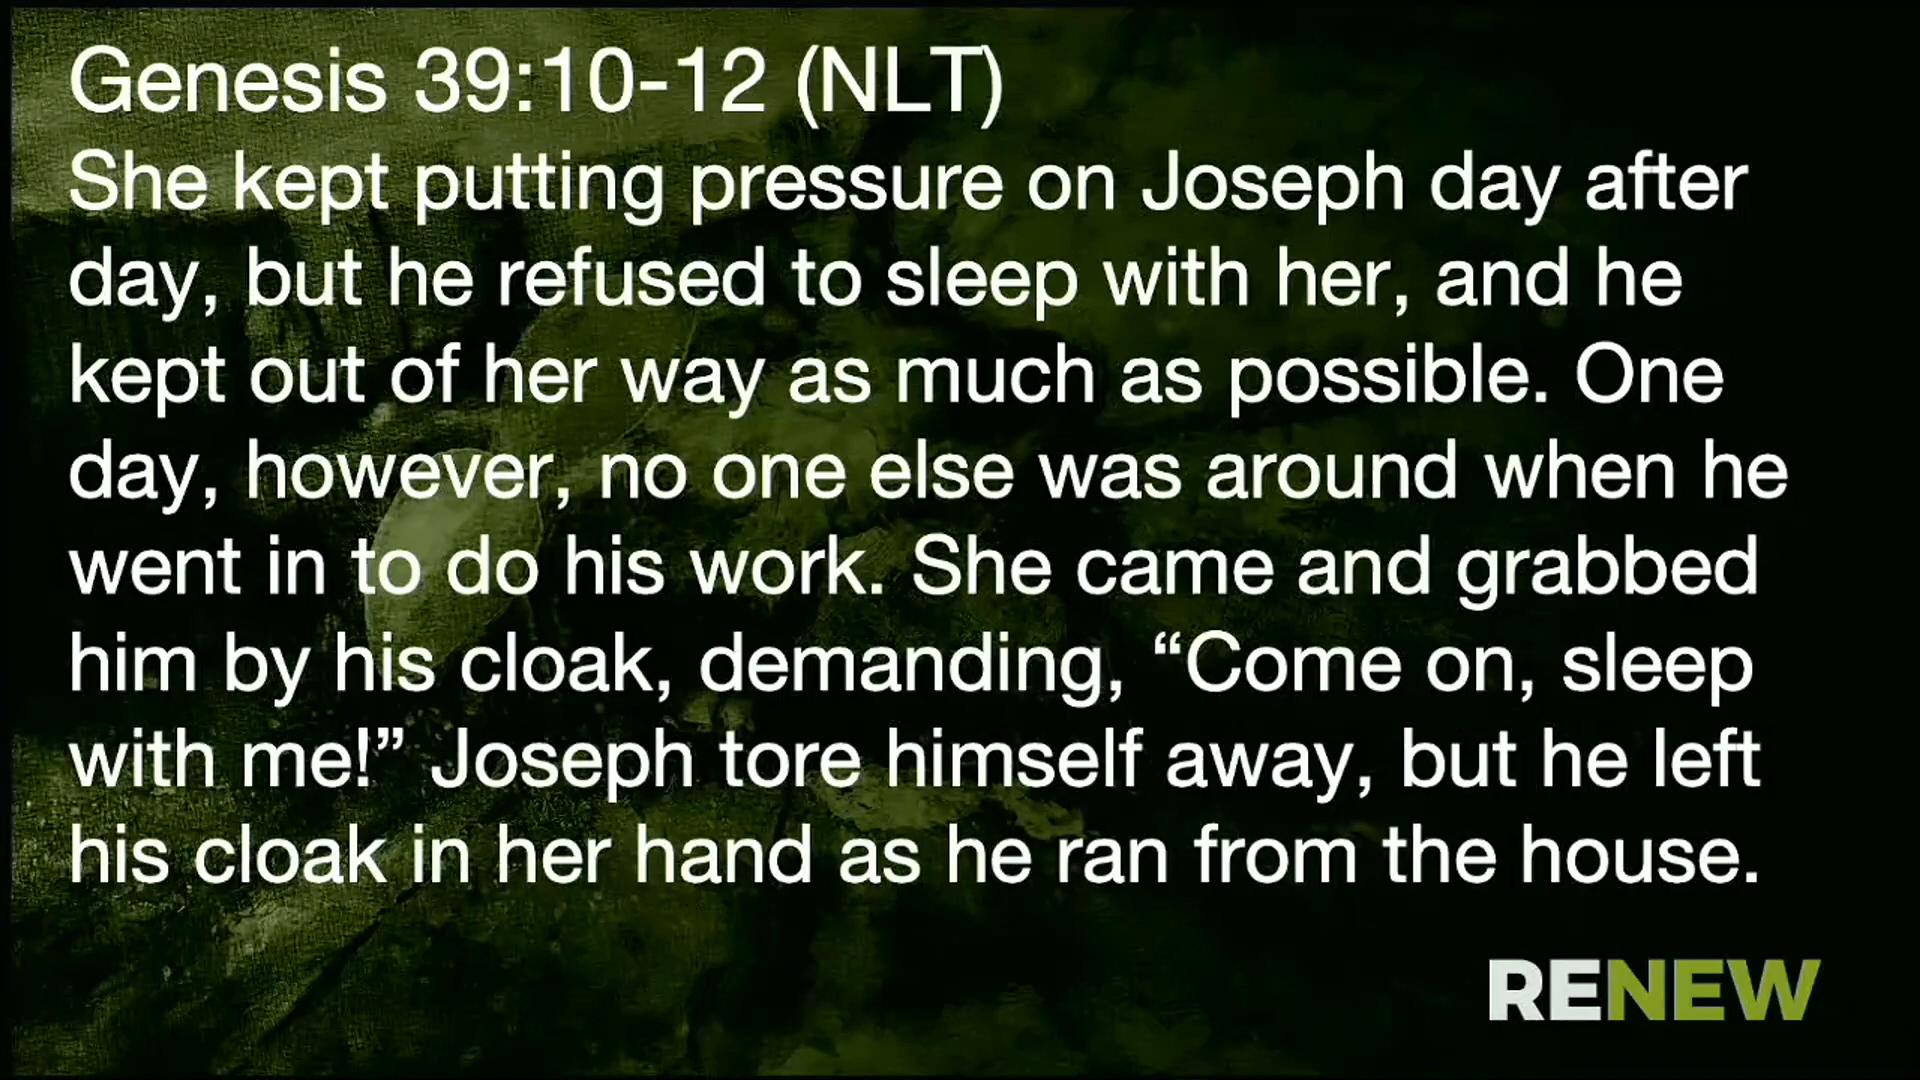 Genesis 39:10-12 (NLT)
She kept putting pressure on Joseph day after
day, but he refused to sleep with her, and he
kept out of her way as much as possible. One
day, however, no one else was around when he
went in to do his work. She came and grabbed
him by his cloak, demanding, “Come on, sleep
with me!” Joseph tore himself away, but he left
his cloak in her hand as he ran from the house.
RENEW